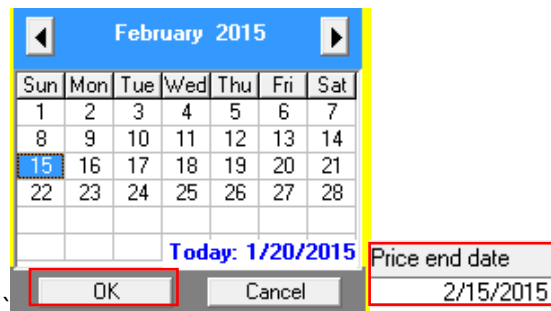 February 2015
Sun Mon Tue Wed Thu Fri Sat
1 2 3 4 5 6 7
8 9 10 11 12 13 14
15 16 17 18 19 20 21
22 23 24 25 26 27 28
Today: 1/20/2015
、 OK Cancel
Price end date
2/15/2015